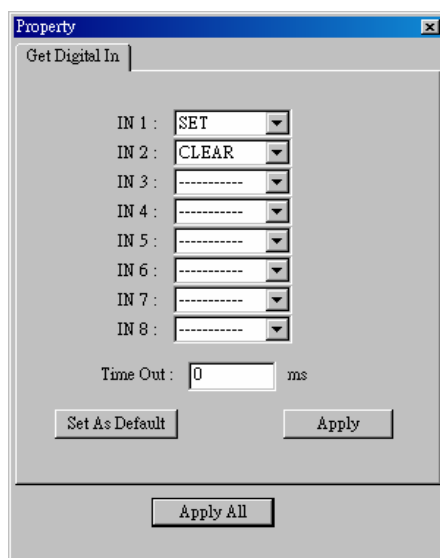 Property
Get Digital In
IN 1 : SET
IN 2 : CLEAR
IN 3 : -----------
IN 4 : -----------
IN 5 : -----------
IN 6 : -----------
IN 7 : -----------
IN 8 : -----------
Time Out : 0 ms
Set As Default Apply
Apply All